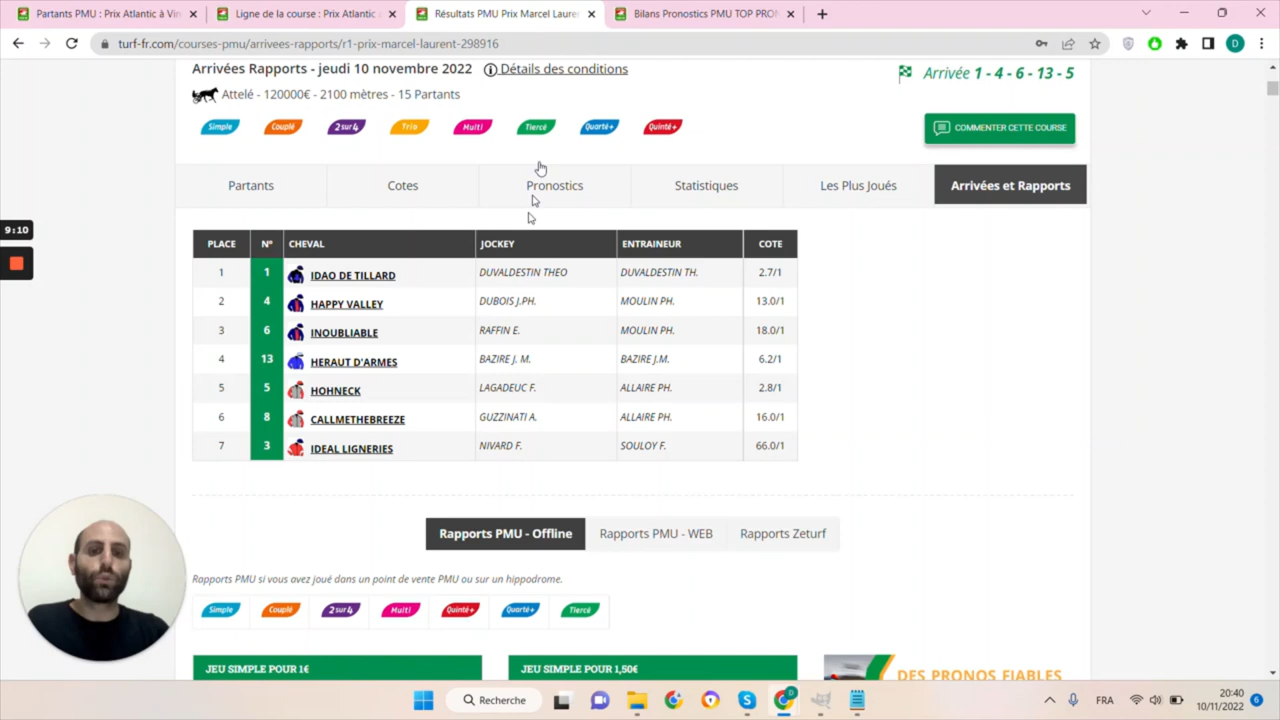 Partants PMU : Prix Atlantic à Vin
Ligne de la course : Prix Atlantic
Résultats PMU Prix Marcel Laure
Bilans Pronostics PMU TOP PRO
turf-fr.com/courses-pmu/arrivees-rapports/r1-prix-marcel-laurent-298916
D
Arrivées Rapports - jeudi 10 novembre 2022
Détails des conditions
Arrivée 1 - 4 - 6 - 13 - 5
Attelé - 120000€ - 2100 mètres - 15 Partants
Simple Couplé 2 sur 4 Trio Multi Tiercé Quarté+ Quinté+
COMMENTER CETTE COURSE
Partants Cotes Pronostics Statistiques Les Plus Joués Arrivées et Rapports
9:10
PLACE N° CHEVAL JOCKEY ENTRAINEUR COTE
1 1 IDAO DE TILLARD DUVALDESTIN THEO DUVALDESTIN TH. 2.7/1
2 4 HAPPY VALLEY DUBOIS J.PH. MOULIN PH. 13.0/1
3 6 INOUBLIABLE RAFFIN E. MOULIN PH. 18.0/1
4 13 HERAUT D'ARMES BAZIRE J. M. BAZIRE J.M. 6.2/1
5 5 HOHNECK LAGADEUC F. ALLAIRE PH. 2.8/1
6 8 CALLMETHEBREEZE GUZZINATI A. ALLAIRE PH. 16.0/1
7 3 IDEAL LIGNERIES NIVARD F. SOULOY F. 66.0/1
Rapports PMU - Offline Rapports PMU - WEB Rapports Zeturf
Rapports PMU si vous avez joué dans un point de vente PMU ou sur un hippodrome.
Simple Couplé 2 sur 4 Multi Quinté+ Quarté+ Tiercé
JEU SIMPLE POUR 1€
JEU SIMPLE POUR 1,50€
DES PRONOS FIABLES
Recherche
D
FRA
20:40
10/11/2022
6